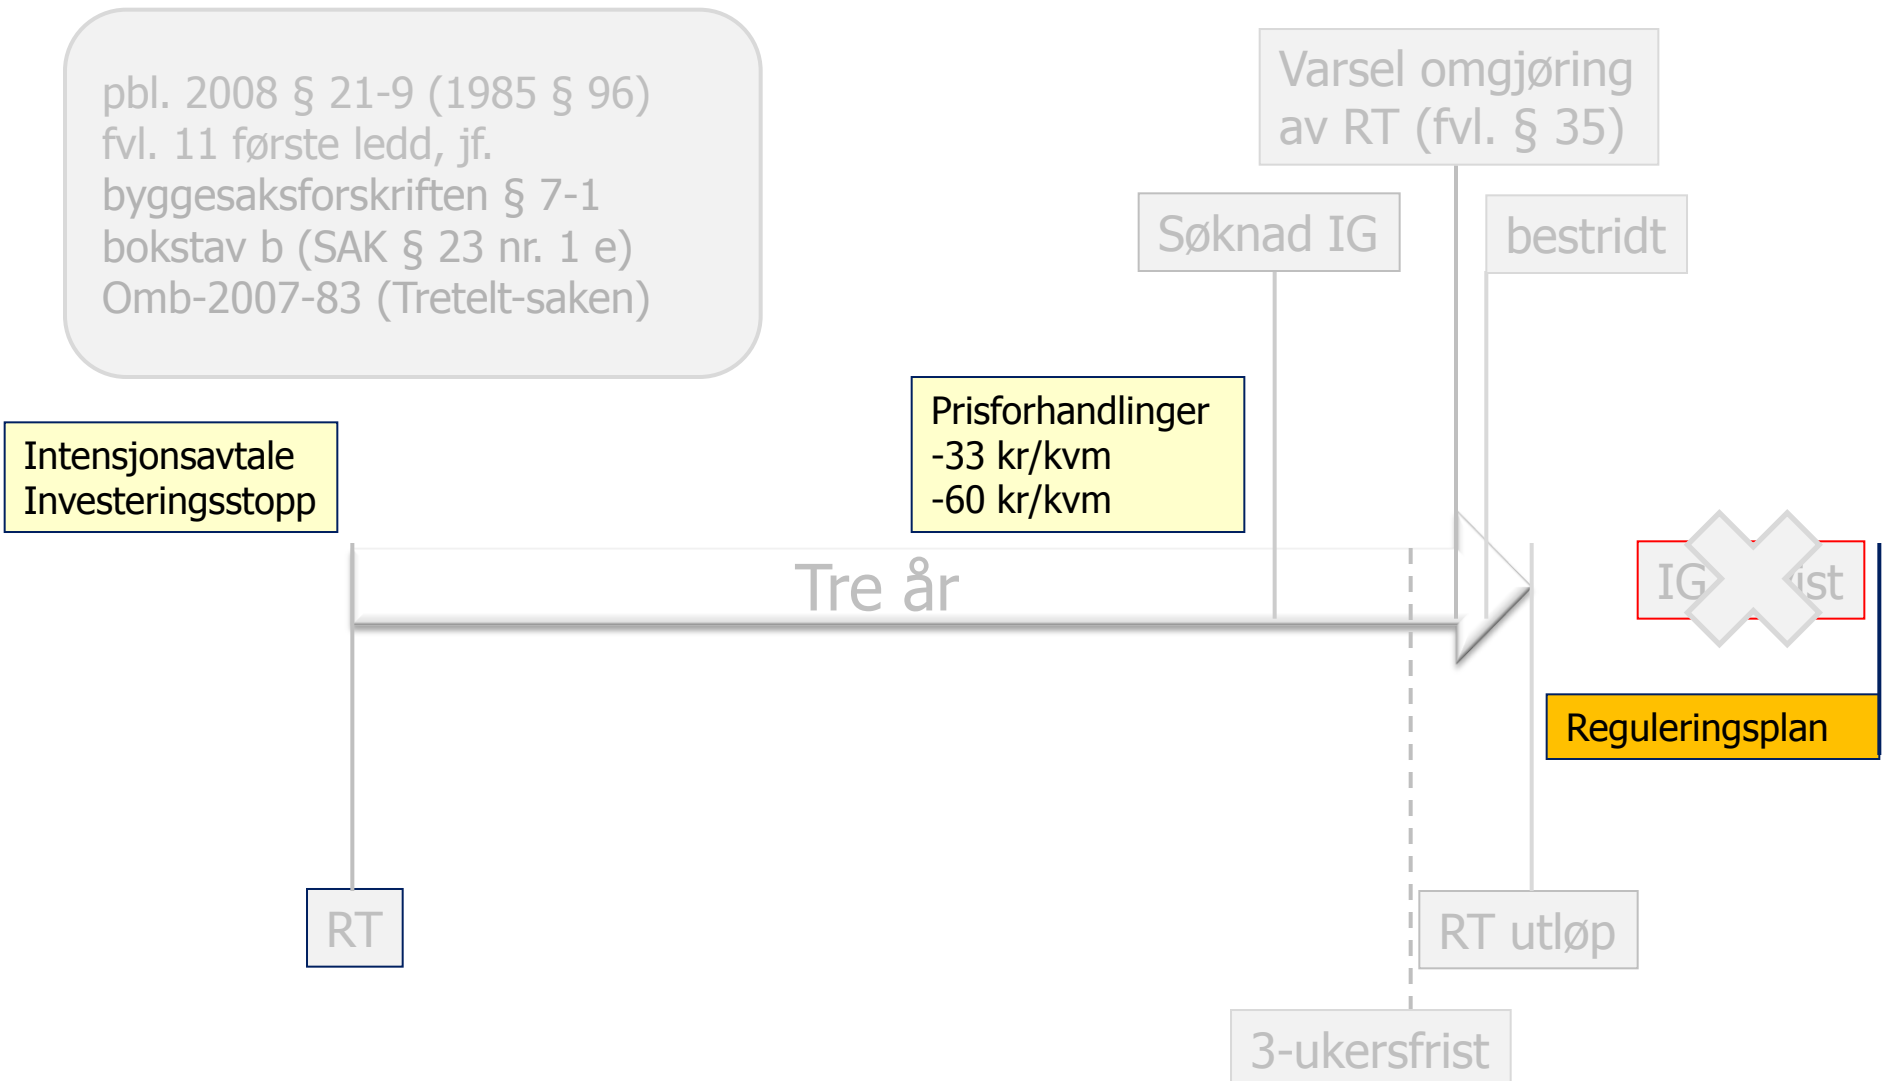 pbl. 2008 § 21-9 (1985 § 96)
fvl. 11 første ledd, jf.
byggesaksforskriften § 7-1
bokstav b (SAK § 23 nr. 1 e)
Omb-2007-83 (Tretelt-saken)
Varsel omgjøring
av RT (fvl. § 35)
Søknad IG
bestridt
Intensjonsavtale
Investeringsstopp
Prisforhandlinger
-33 kr/kvm
-60 kr/kvm
Tre år
IG
Reguleringsplan
RT
RT utløp
3-ukersfrist